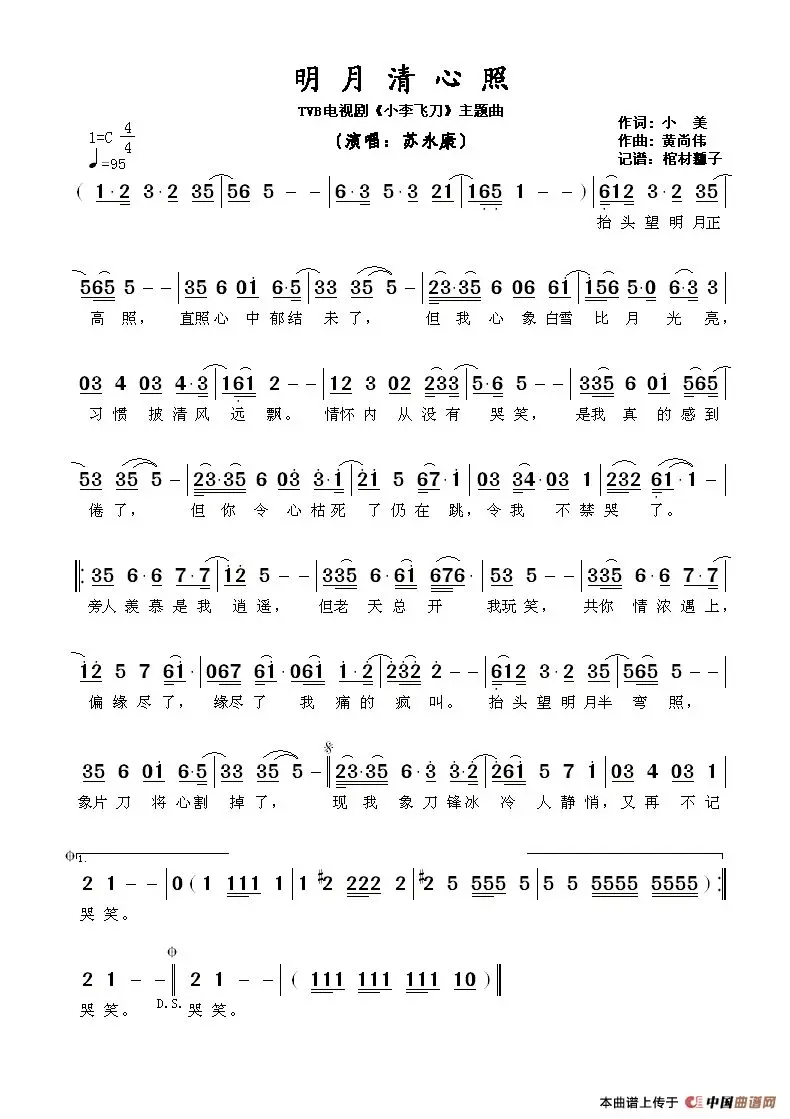 明月清心照
TVB电视剧《小李飞刀》主题曲
〔演唱：苏永康〕
作词：小 美
作曲：黄尚伟
记谱：棺材瓤子
1=C 4/4
♩=95
( 1·2 3·2 35 | 56 5 - - | 6·3 5·3 21 | 165 1 - - ) | 612 3·2 35 |
抬头望明月正
565 5 - - | 35 6 01 6·5 | 33 35 5 - | 23·35 6 06 61 | 156 5·0 6·3 3
高照， 直照心中郁结未了， 但我心象白雪比月光亮，
03 4 03 4·3 | 161 2 - - | 12 3 02 233 | 5·6 5 - - | 335 6 01 565
习惯披清风远飘。 情怀内从没有哭笑， 是我真的感到
53 35 5 - | 23·35 6 03 3·1 | 21 5 67·1 | 03 34·03 1 | 232 61·1 - |
倦了， 但你令心枯死了仍在跳，令我不禁哭了。
‖: 35 6·6 7·7 | 12 5 - - | 335 6·61 676· | 53 5 - - | 335 6·6 7·7
旁人羡慕是我逍遥， 但老天总开我玩笑， 共你情浓遇上，
12 5 7 61· | 067 61·061 1·2 | 232 2· - - | 612 3·2 35 | 565 5 - - |
偏缘尽了， 缘尽了我痛的疯叫。 抬头望明月半弯照，
35 6 01 6·5 | 33 35 5 - ‖ 23·35 6·3 3·2 | 261 5 7 1 | 03 4 03 1 |
象片刀将心割掉了， 现我象刀锋冰冷人静悄，又再不记
1.
2 1 - - | 0 ( 1 111 1 | 1 #2 222 2 | #2 5 555 5 | 5 5 5555 5555 ) :‖
哭笑。
2 1 - - ‖ 2 1 - - | ( 111 111 111 10 ) ‖
哭笑。 D.S. 哭笑。
本曲谱上传于 中国曲谱网